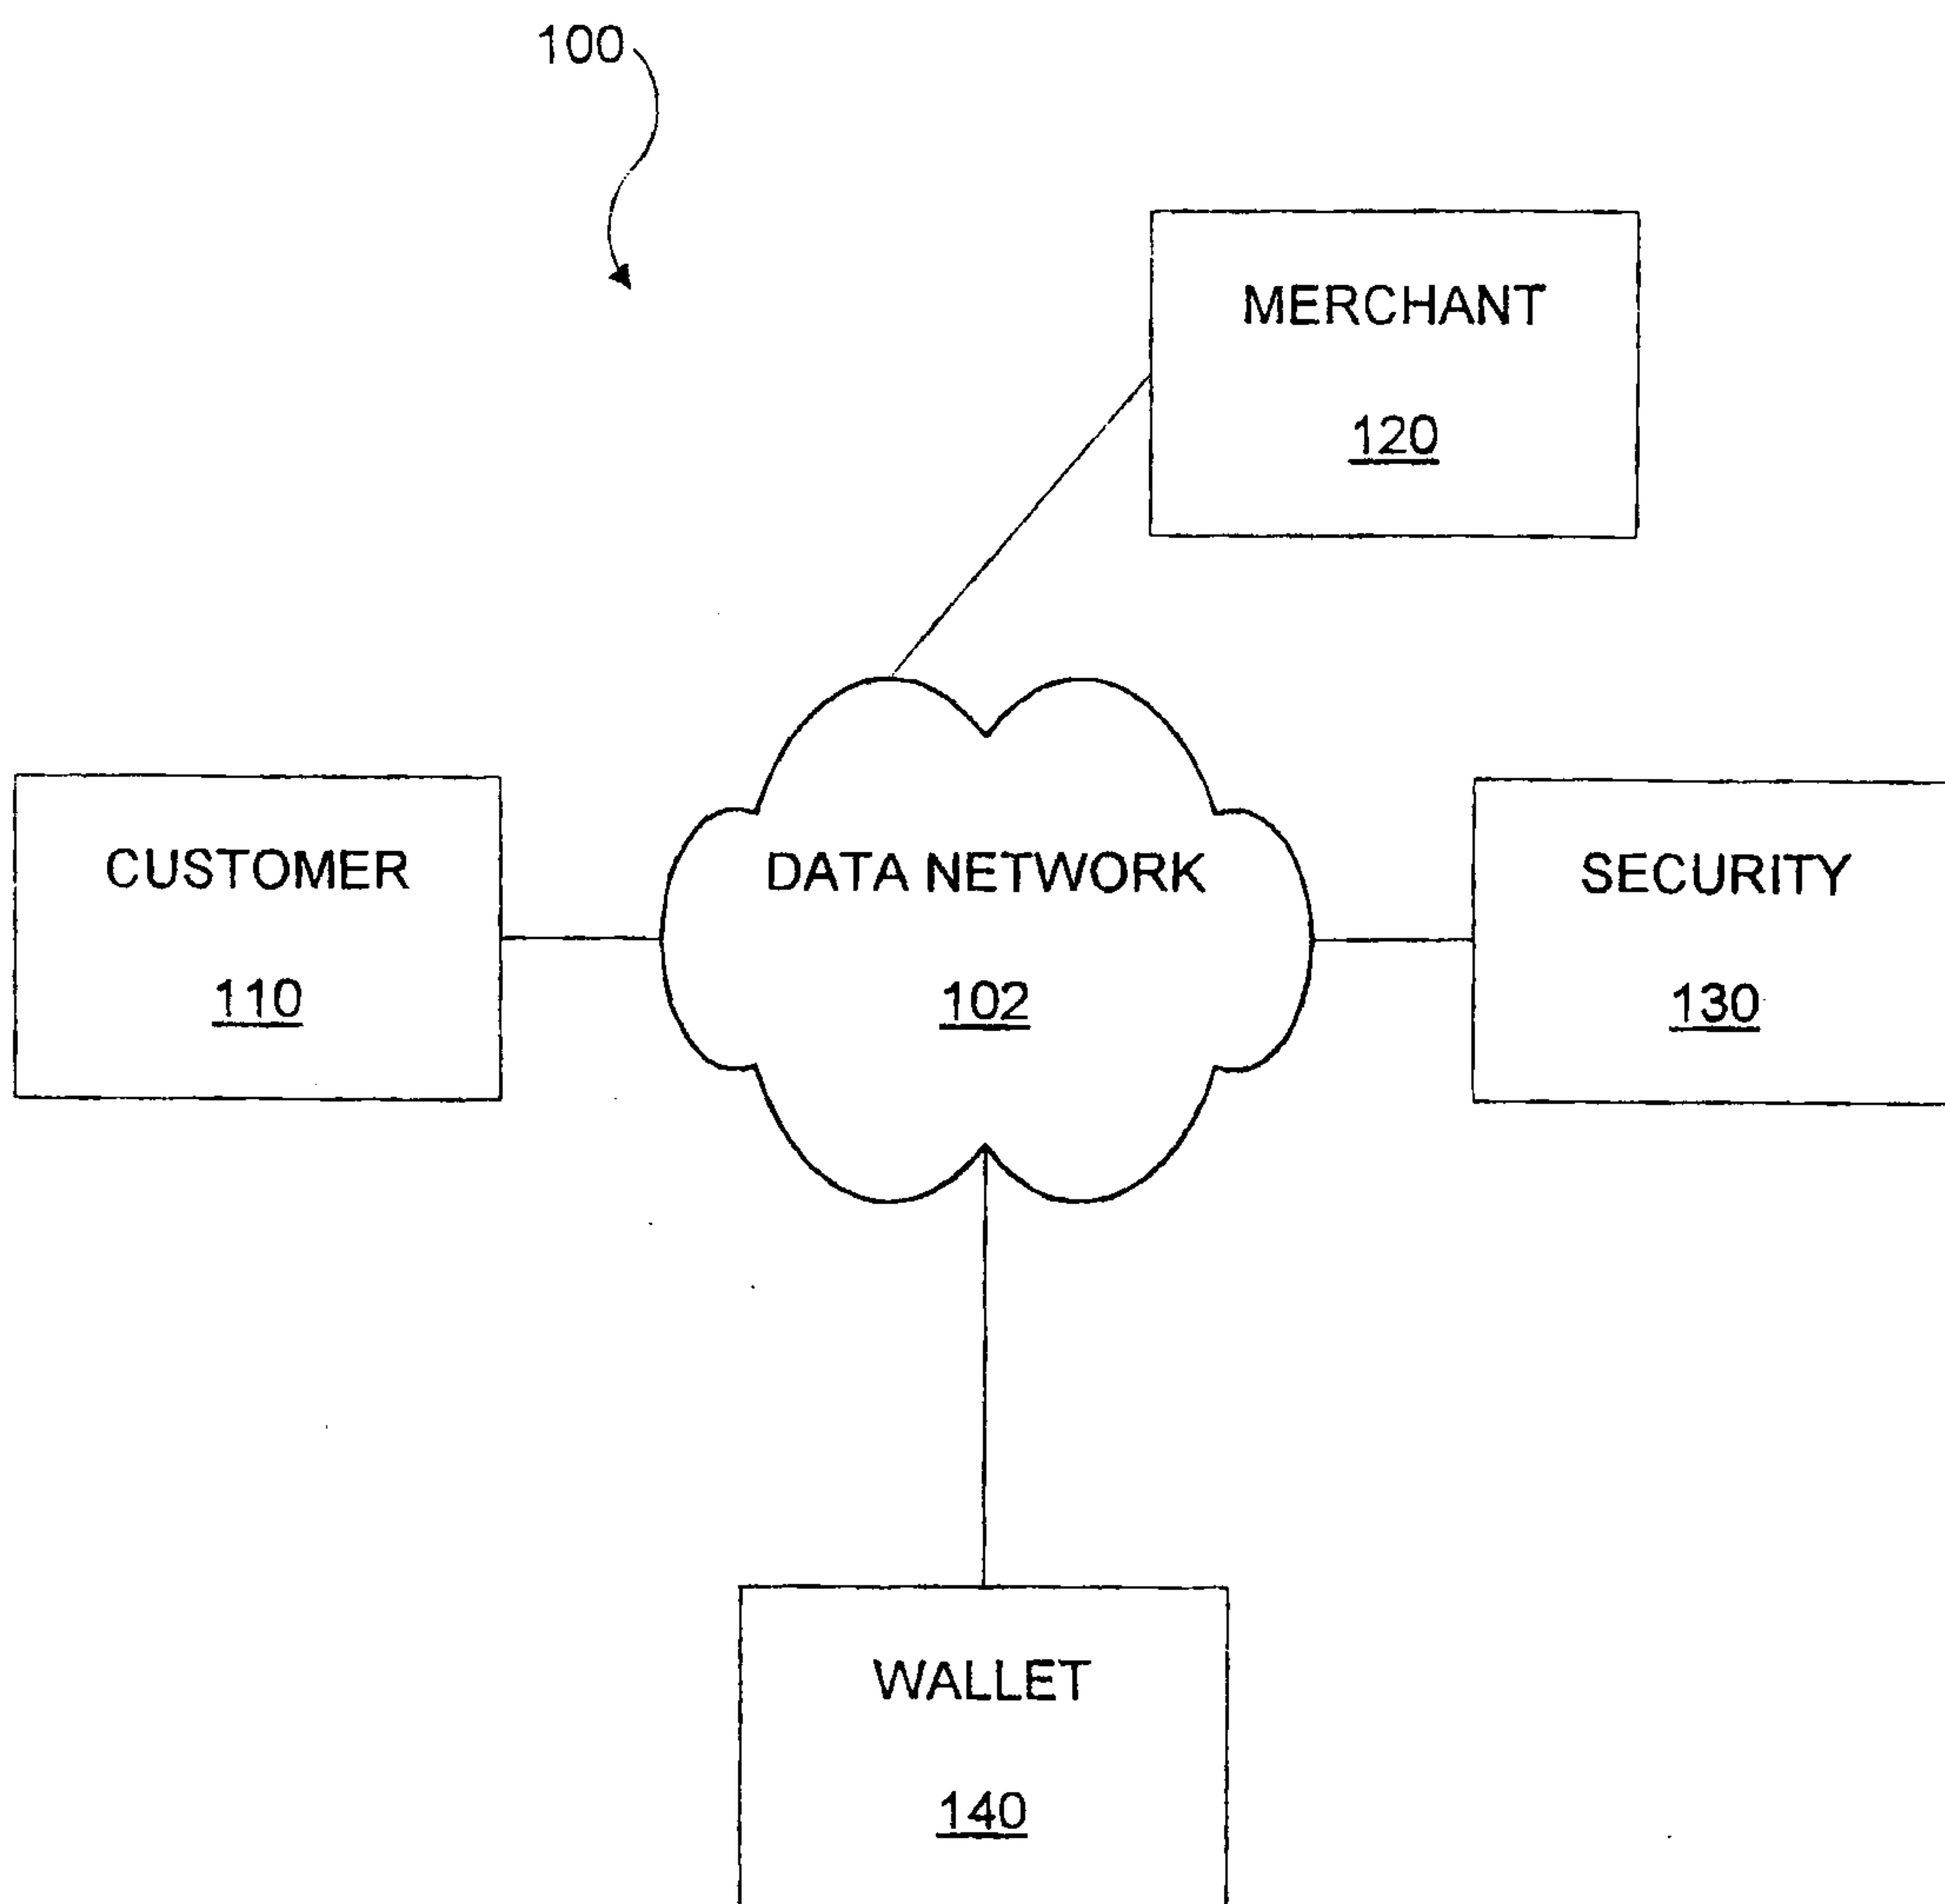 100
MERCHANT
120
CUSTOMER
110
DATA NETWORK
102
SECURITY
130
WALLET
140